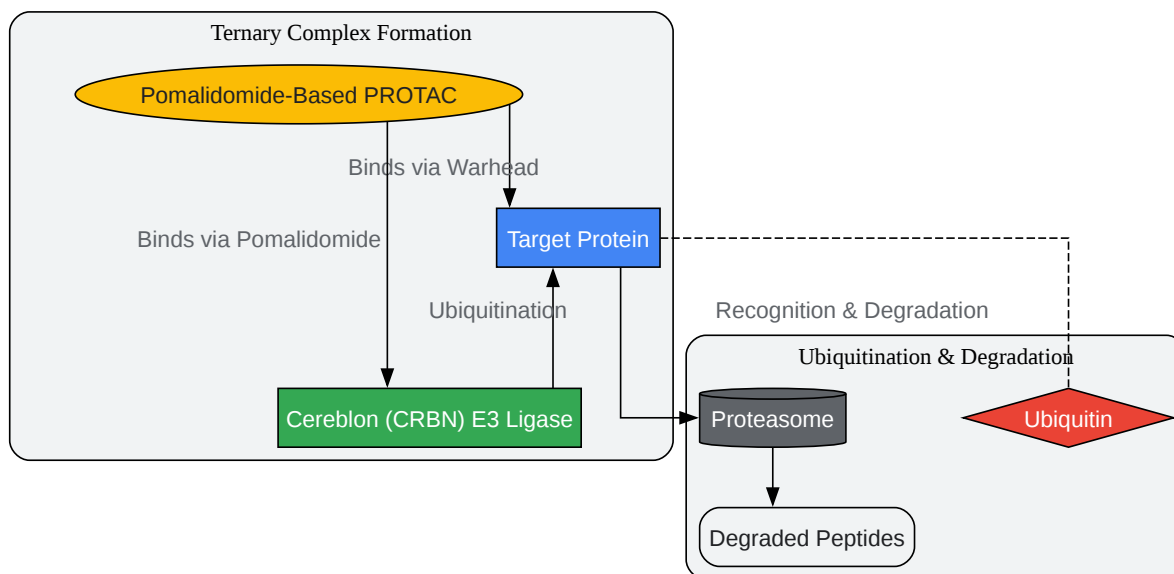 Ternary Complex Formation
Pomalidomide-Based PROTAC
Binds via Warhead
Binds via Pomalidomide
Target Protein
Ubiquitination
Recognition & Degradation
Cerebelon (CRBN) E3 Ligase
Ubiquitination & Degradation
Proteasome
Ubiquitin
Degraded Peptides